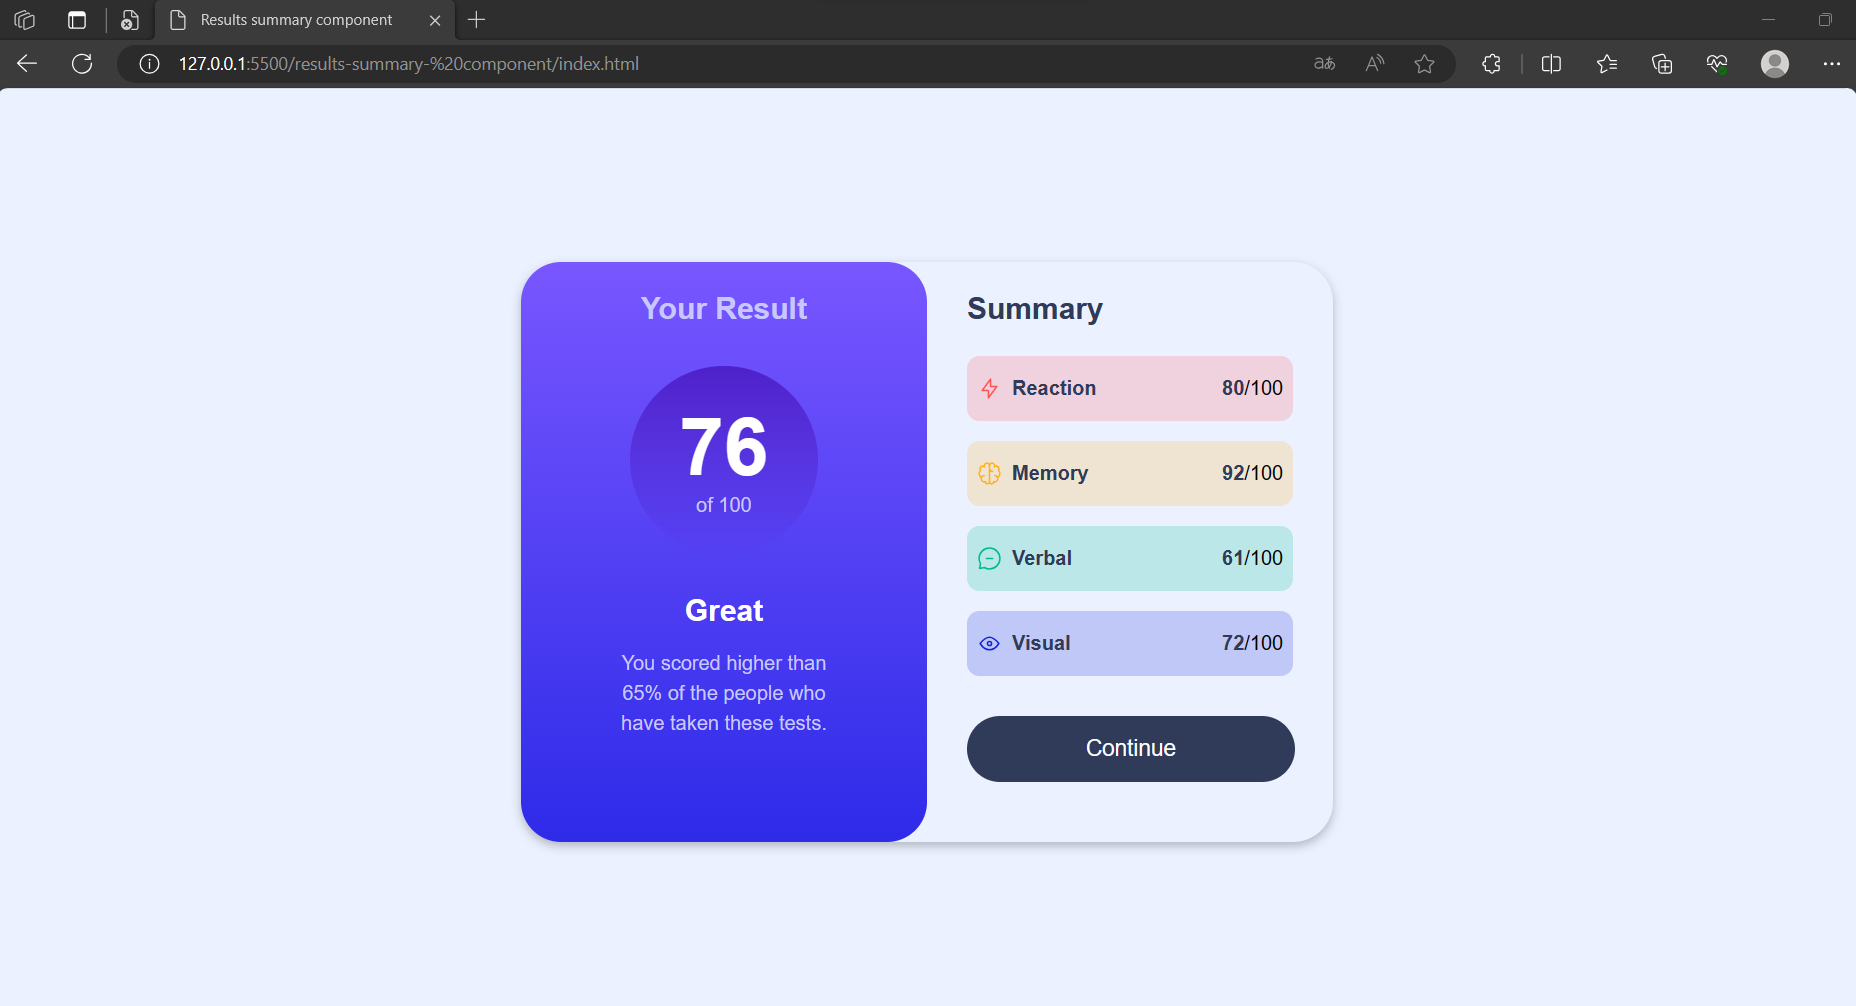 Results summary component
127.0.0.1:5500/results-summary-%20component/index.html
aあ
A
Your Result
76
of 100
Great
You scored higher than
65% of the people who
have taken these tests.
Summary
Reaction 80/100
Memory 92/100
Verbal 61/100
Visual 72/100
Continue